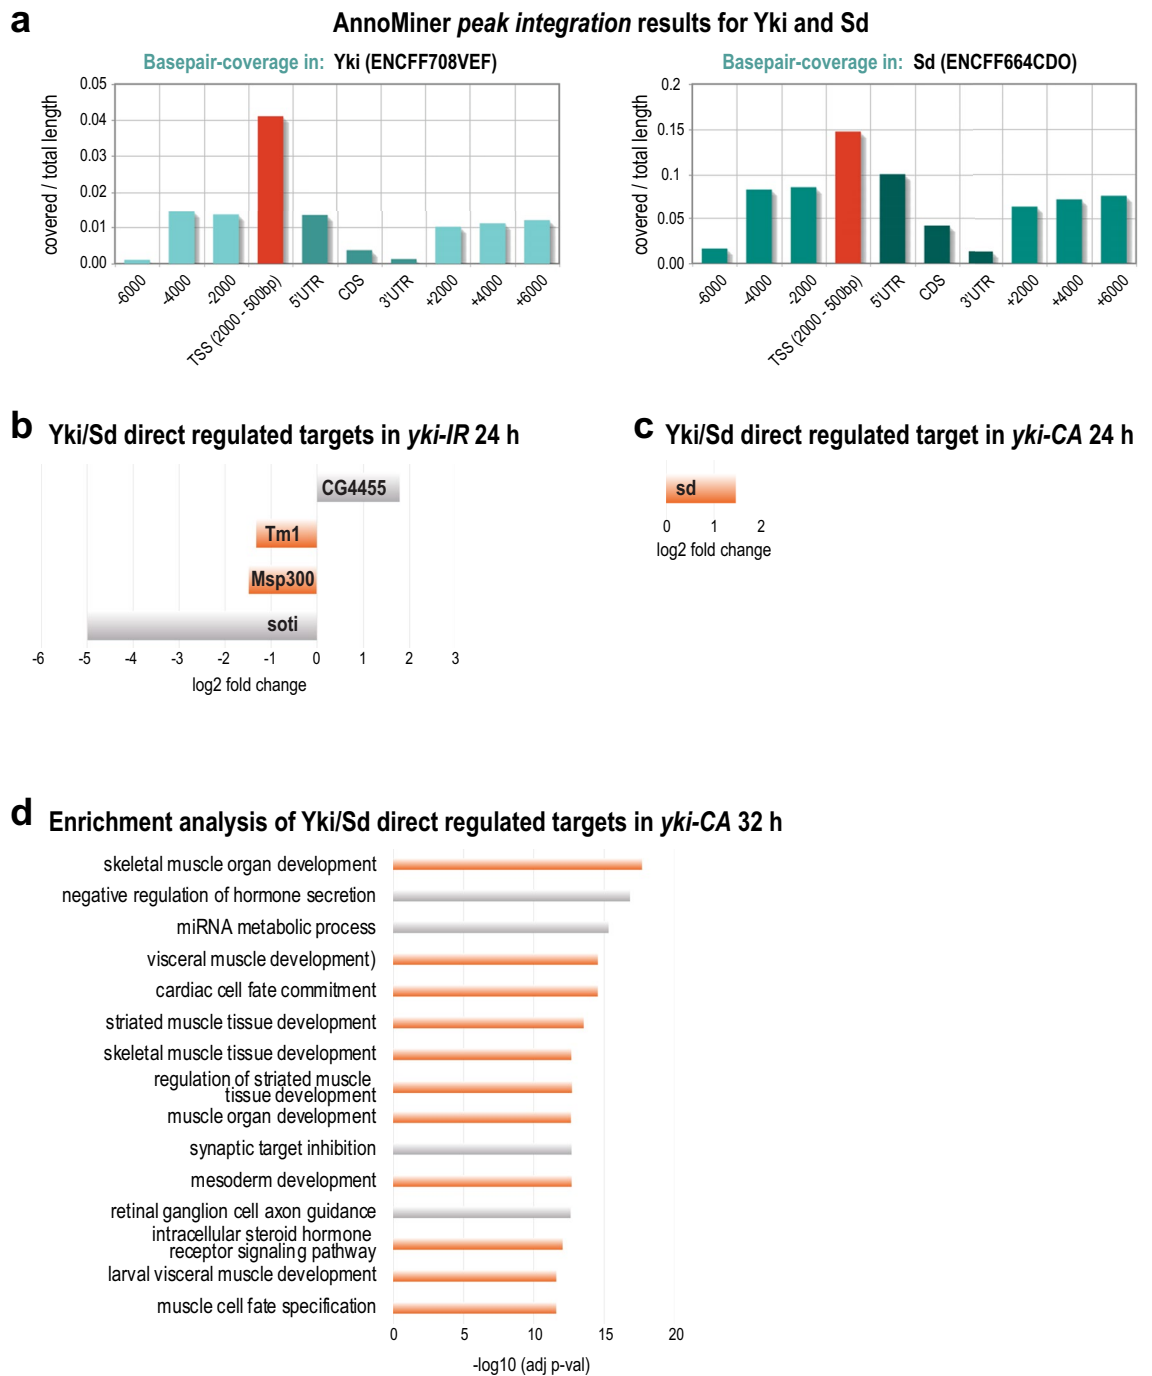 a
AnnoMiner peak integration results for Yki and Sd
Basepair-coverage in: Yki (ENCFF708VEF)
covered / total length
0.05
0.04
0.03
0.02
0.01
0.00
-6000
-4000
-2000
TSS (2000 - 500bp)
5'UTR
CDS
3'UTR
+2000
+4000
+6000
Basepair-coverage in: Sd (ENCFF664CDO)
covered / total length
0.2
0.15
0.1
0.05
0.00
-6000
-4000
-2000
TSS (2000 - 500bp)
5'UTR
CDS
3'UTR
+2000
+4000
+6000
b
Yki/Sd direct regulated targets in yki-IR 24 h
CG4455
Tm1
Msp300
soti
-6 -5 -4 -3 -2 -1 0 1 2 3
log2 fold change
c
Yki/Sd direct regulated target in yki-CA 24 h
sd
0 1 2
log2 fold change
d
Enrichment analysis of Yki/Sd direct regulated targets in yki-CA 32 h
skeletal muscle organ development
negative regulation of hormone secretion
miRNA metabolic process
visceral muscle development)
cardiac cell fate commitment
striated muscle tissue development
skeletal muscle tissue development
regulation of striated muscle
tissue development
muscle organ development
synaptic target inhibition
mesoderm development
retinal ganglion cell axon guidance
intracellular steroid hormone
receptor signaling pathway
larval visceral muscle development
muscle cell fate specification
0 5 10 15 20
-log10 (adj p-val)